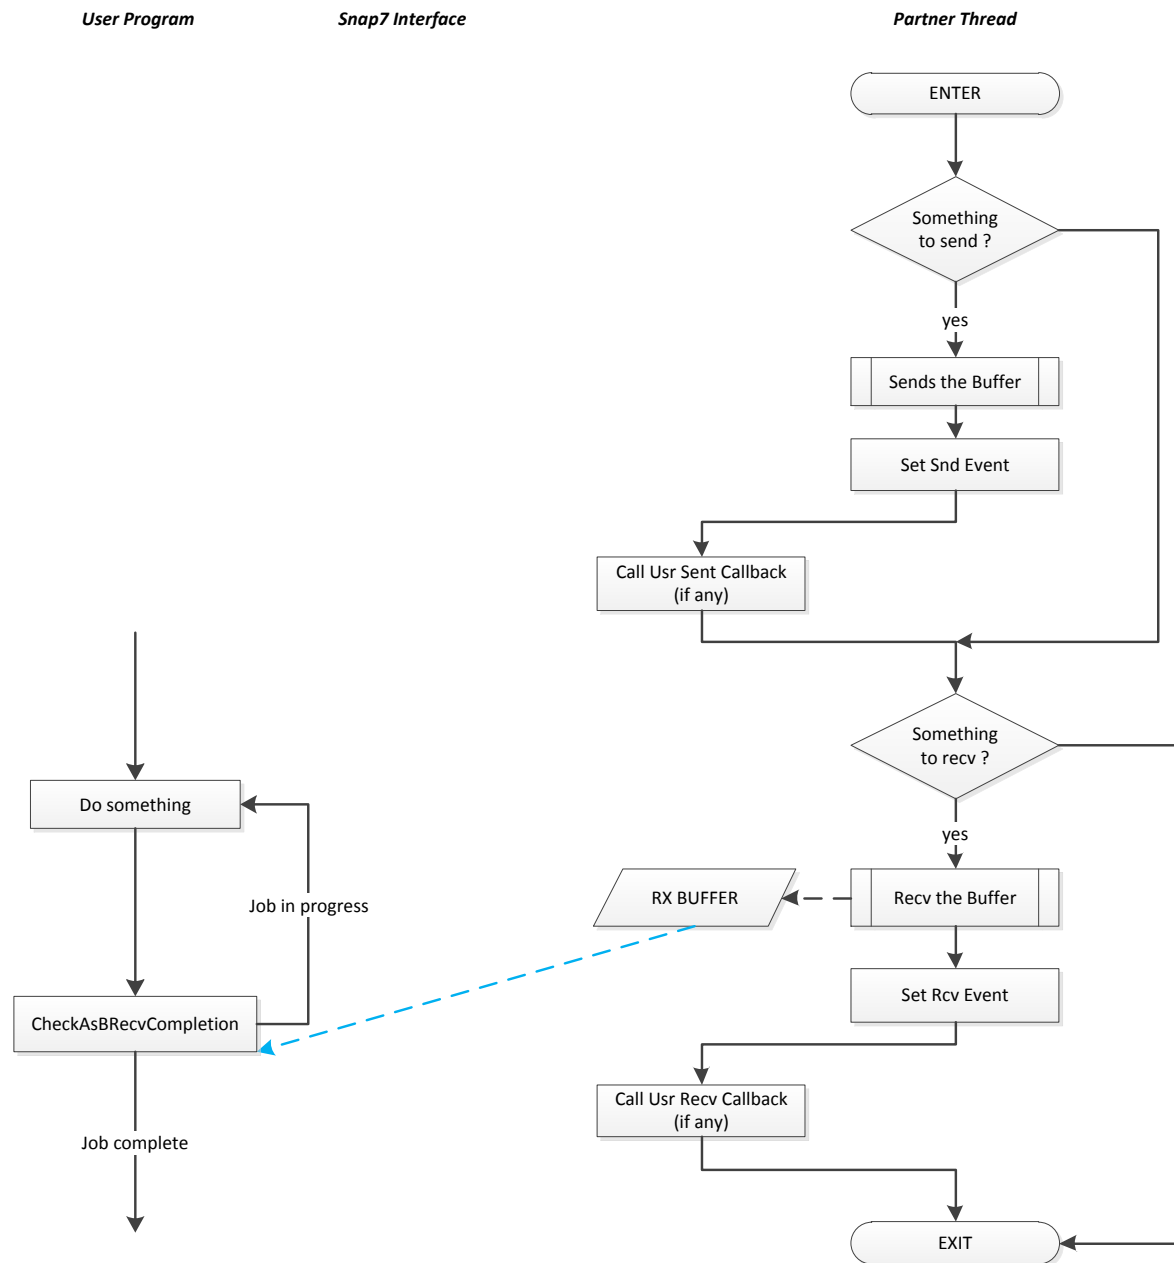 User Program
Snap7 Interface
Partner Thread
ENTER
Something
to send ?
yes
Sends the Buffer
Set Snd Event
Call Usr Sent Callback
(if any)
Something
to recv ?
Do something
yes
Job in progress
RX BUFFER
Recv the Buffer
CheckAsBRecvCompletion
Set Rcv Event
Call Usr Recv Callback
(if any)
Job complete
EXIT